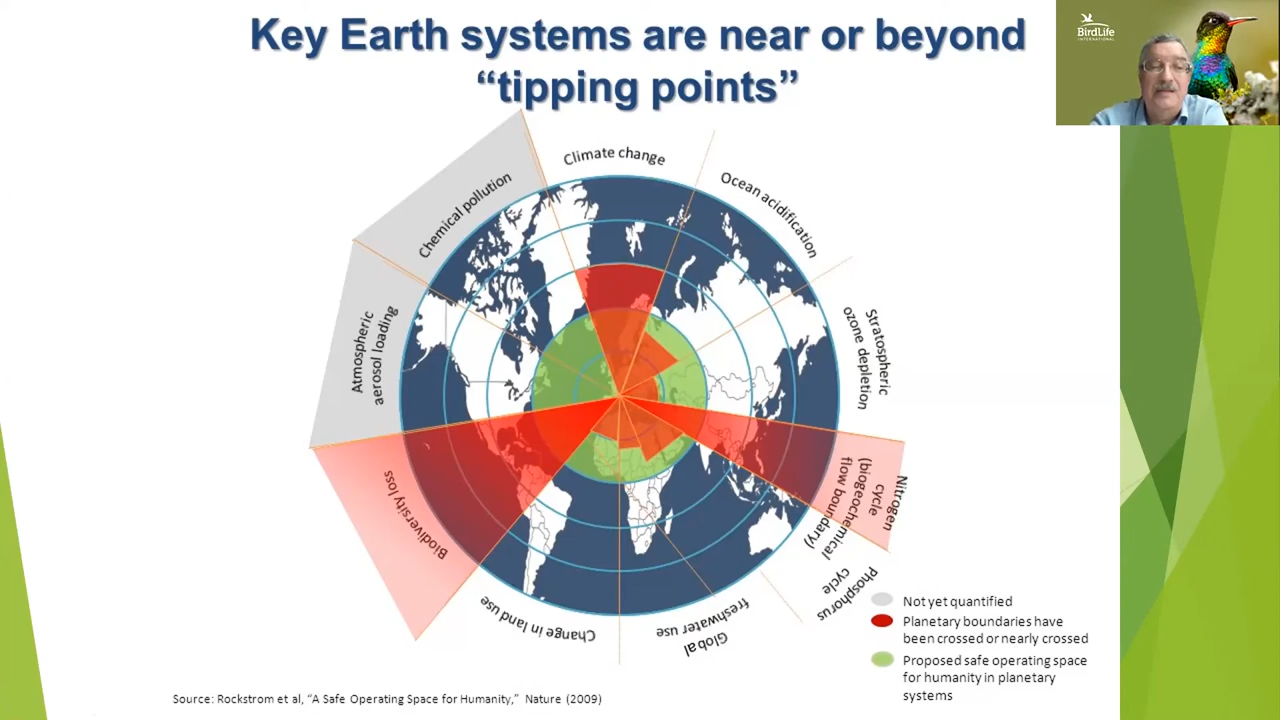 Key Earth systems are near or beyond
“tipping points”
BirdLife
INTERNATIONAL
Climate change
Ocean acidification
Stratospheric
ozone depletion
Nitrogen
cycle
(biogeochemical
flow boundary)
Phosphorus
cycle
Global
freshwater use
Change in land use
Biodiversity loss
Atmospheric
aerosol loading
Chemical pollution
Not yet quantified
Planetary boundaries have
been crossed or nearly crossed
Proposed safe operating space
for humanity in planetary
systems
Source: Rockstrom et al, “A Safe Operating Space for Humanity,” Nature (2009)